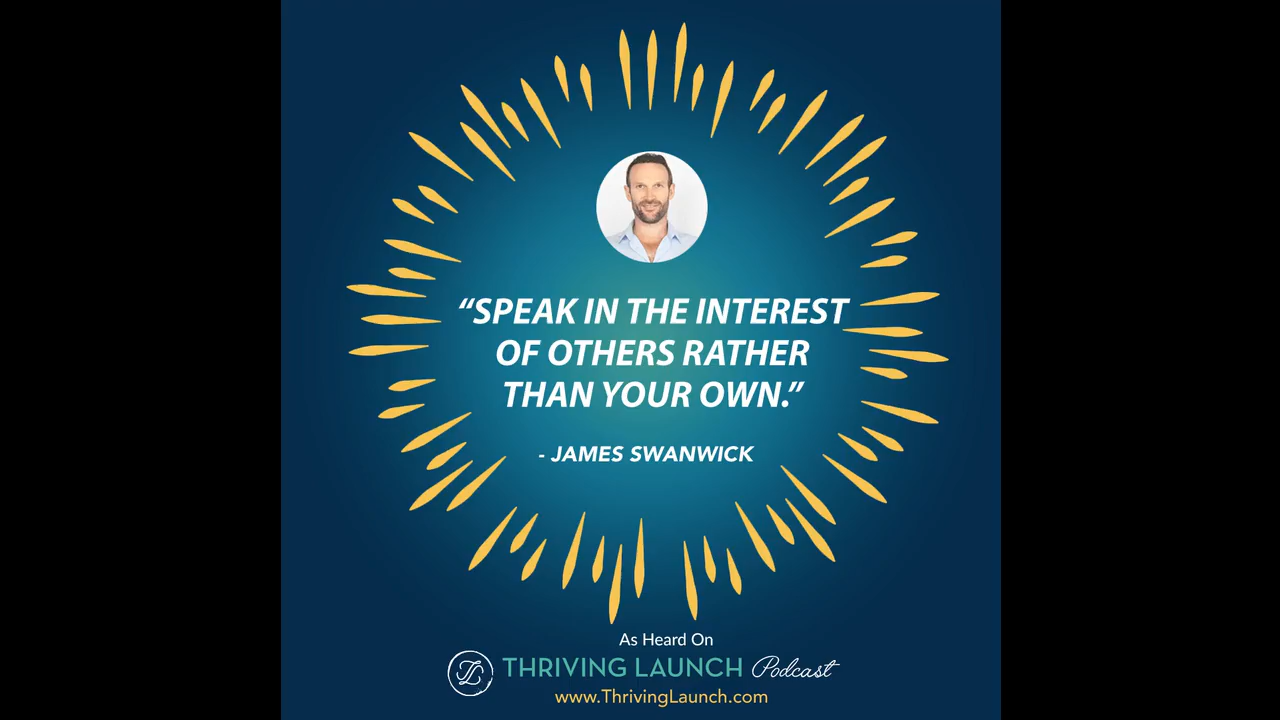 “SPEAK IN THE INTEREST
OF OTHERS RATHER
THAN YOUR OWN.”
- JAMES SWANWICK
As Heard On
THRIVING LAUNCH Podcast
www.ThrivingLaunch.com